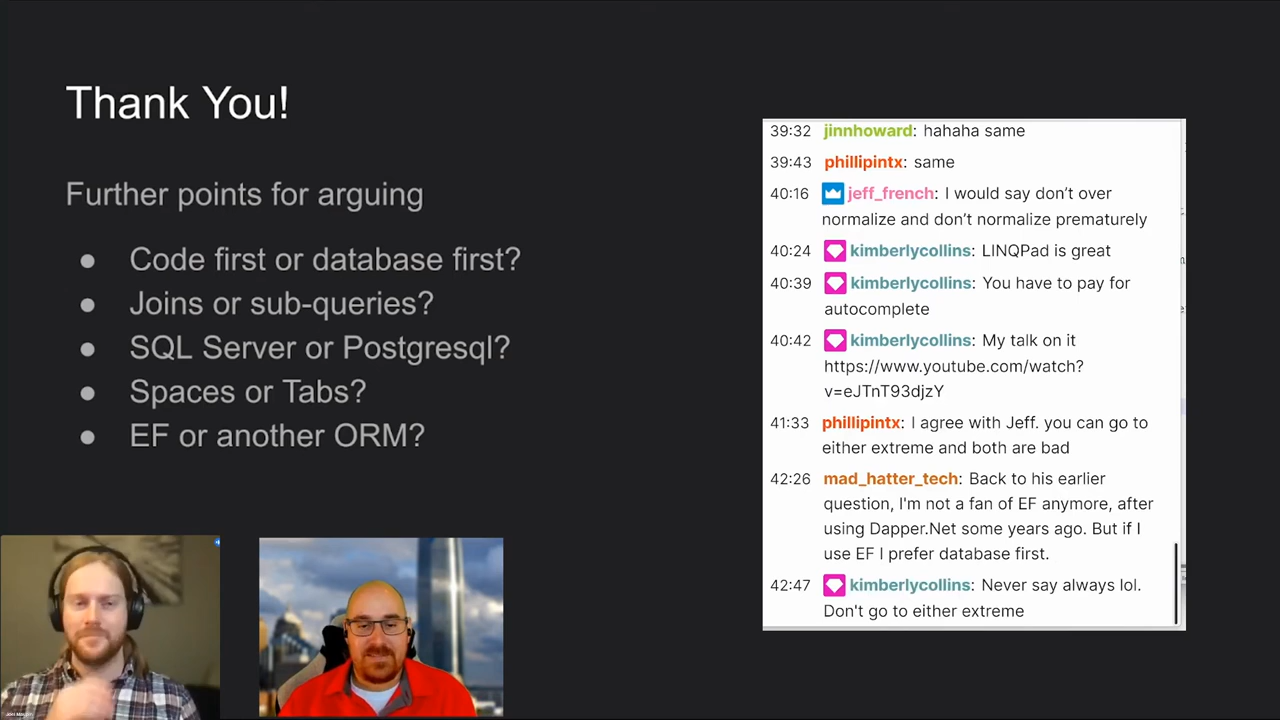 Thank You!
Further points for arguing
● Code first or database first?
● Joins or sub-queries?
● SQL Server or Postgresql?
● Spaces or Tabs?
● EF or another ORM?
39:32 jinnhoward: hahaha same
39:43 phillipintx: same
40:16 jeff_french: I would say don’t over
normalize and don’t normalize prematurely
40:24 kimberlycollins: LINQPad is great
40:39 kimberlycollins: You have to pay for
autocomplete
40:42 kimberlycollins: My talk on it
https://www.youtube.com/watch?
v=eJTnT93djzY
41:33 phillipintx: I agree with Jeff. you can go to
either extreme and both are bad
42:26 mad_hatter_tech: Back to his earlier
question, I'm not a fan of EF anymore, after
using Dapper.Net some years ago. But if I
use EF I prefer database first.
42:47 kimberlycollins: Never say always lol.
Don't go to either extreme